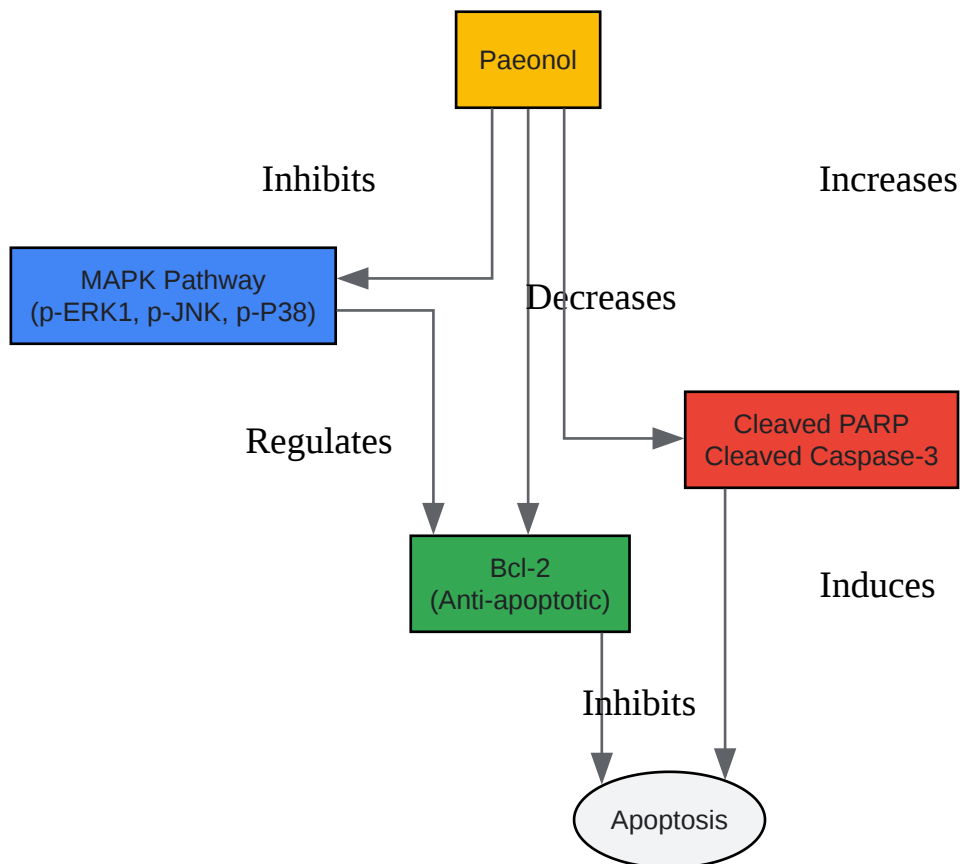 Paeonol
Inhibits
Increases
MAPK Pathway
(p-ERK1, p-JNK, p-P38)
Decreases
Regulates
Cleaved PARP
Cleaved Caspase-3
Bcl-2
(Anti-apoptotic)
Induces
Inhibits
Apoptosis